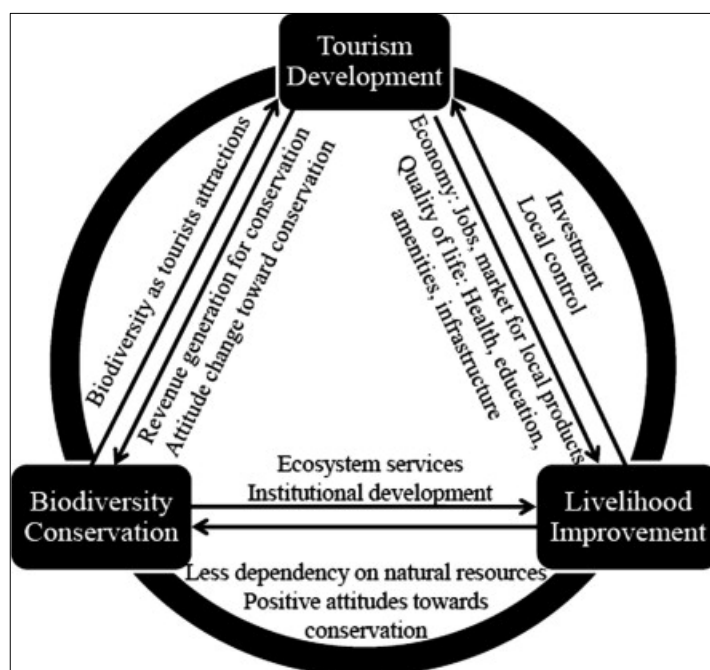 Tourism
Development
Biodiversity as tourists attractions
Revenue generation for conservation
Attitude change toward conservation
Economy: Jobs, market for local products
Quality of life: Health, education,
amenities, infrastructure
Investment
Local control
Biodiversity
Conservation
Ecosystem services
Institutional development
Livelihood
Improvement
Less dependency on natural resources
Positive attitudes towards
conservation